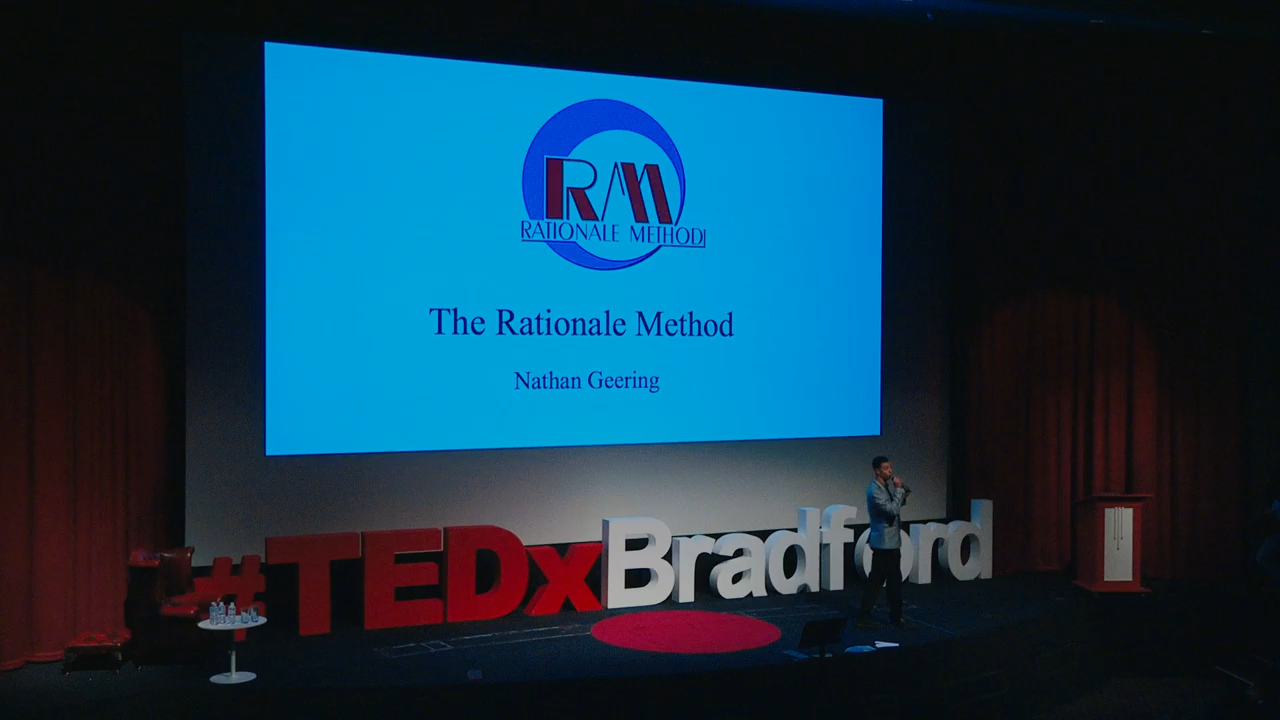 RM
RATIONALE METHOD
The Rationale Method
Nathan Geering
#TEDxBradford